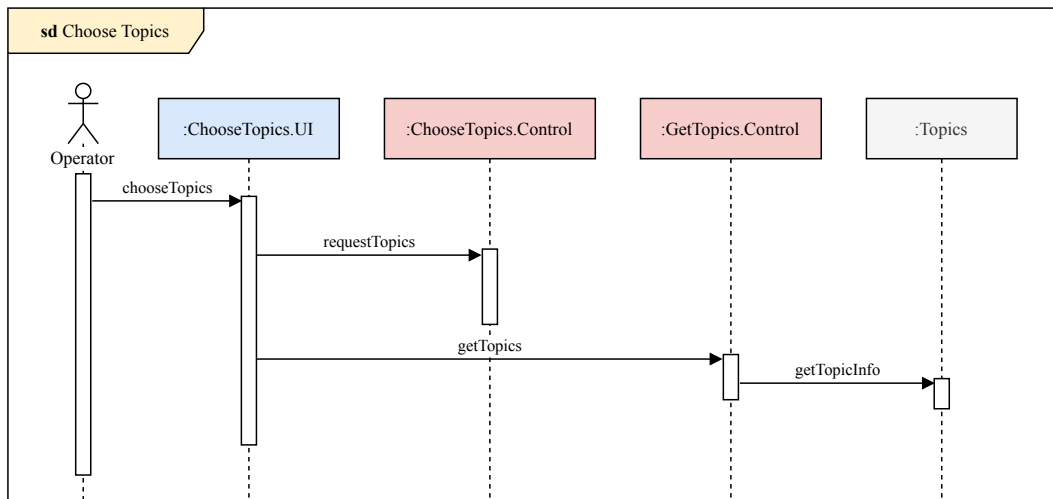 sd Choose Topics
Operator
:ChooseTopics.UI
:ChooseTopics.Control
:GetTopics.Control
:Topics
chooseTopics
requestTopics
getTopics
getTopicInfo